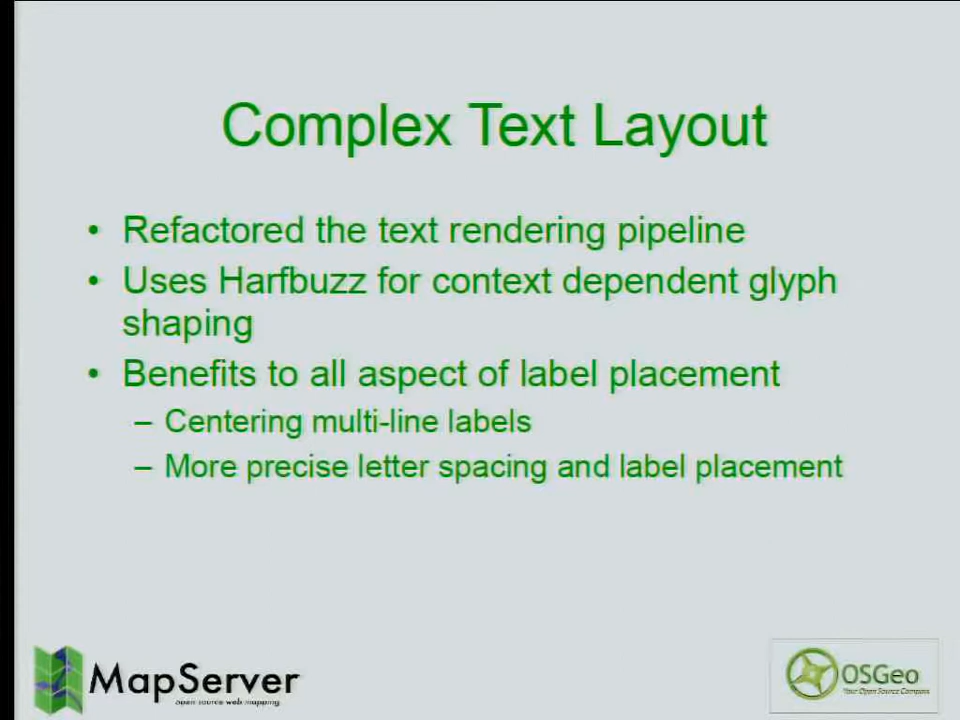 Complex Text Layout
• Refactored the text rendering pipeline
• Uses Harfbuzz for context dependent glyph
shaping
• Benefits to all aspect of label placement
– Centering multi-line labels
– More precise letter spacing and label placement
MapServer
open source web mapping
OSGeo
Your Open Source Compass